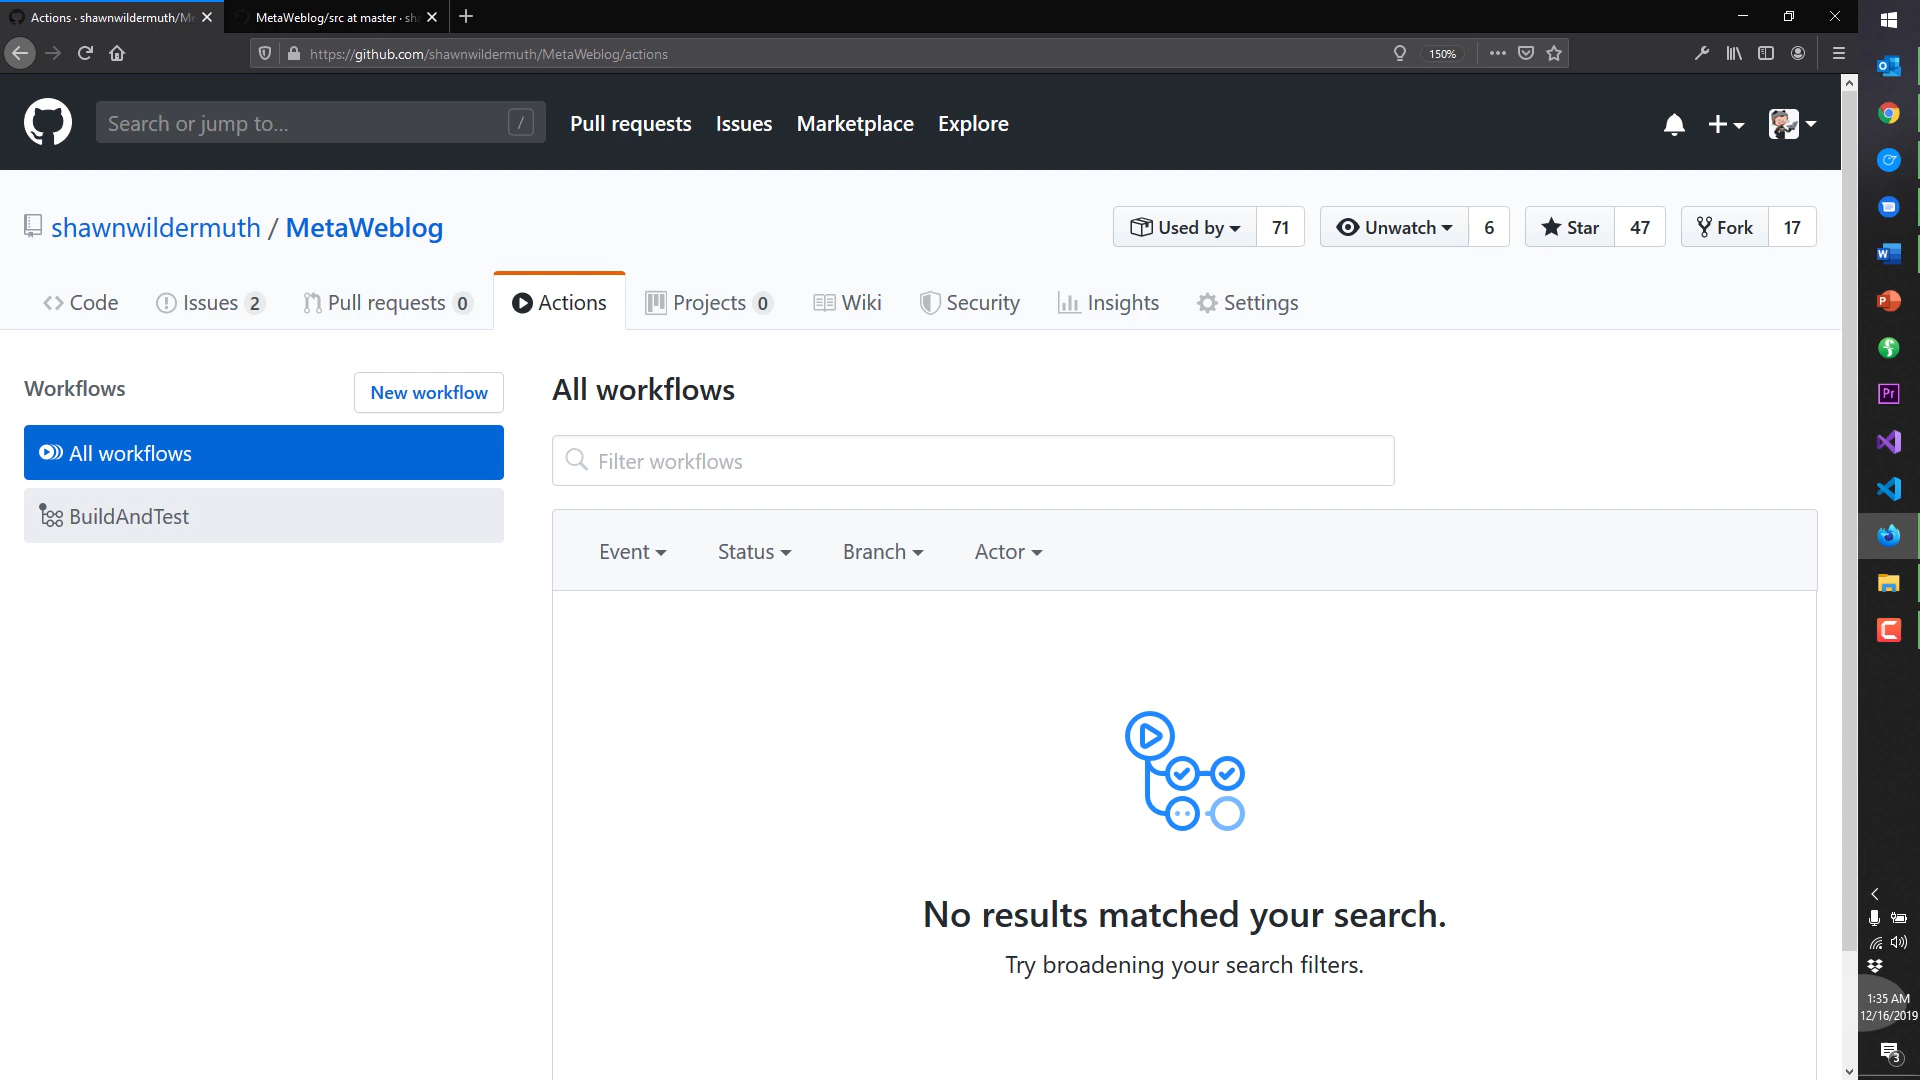 Actions · shawnwildermuth/Me
MetaWeblog/src at master · sha
https://github.com/shawnwildermuth/MetaWeblog/actions
150%
Search or jump to...
/
Pull requests
Issues
Marketplace
Explore
shawnwildermuth / MetaWeblog
Used by
71
Unwatch
6
Star
47
Fork
17
Code
Issues 2
Pull requests 0
Actions
Projects 0
Wiki
Security
Insights
Settings
Workflows
New workflow
All workflows
BuildAndTest
All workflows
Filter workflows
Event
Status
Branch
Actor
No results matched your search.
Try broadening your search filters.
1:35 AM
12/16/2019
3